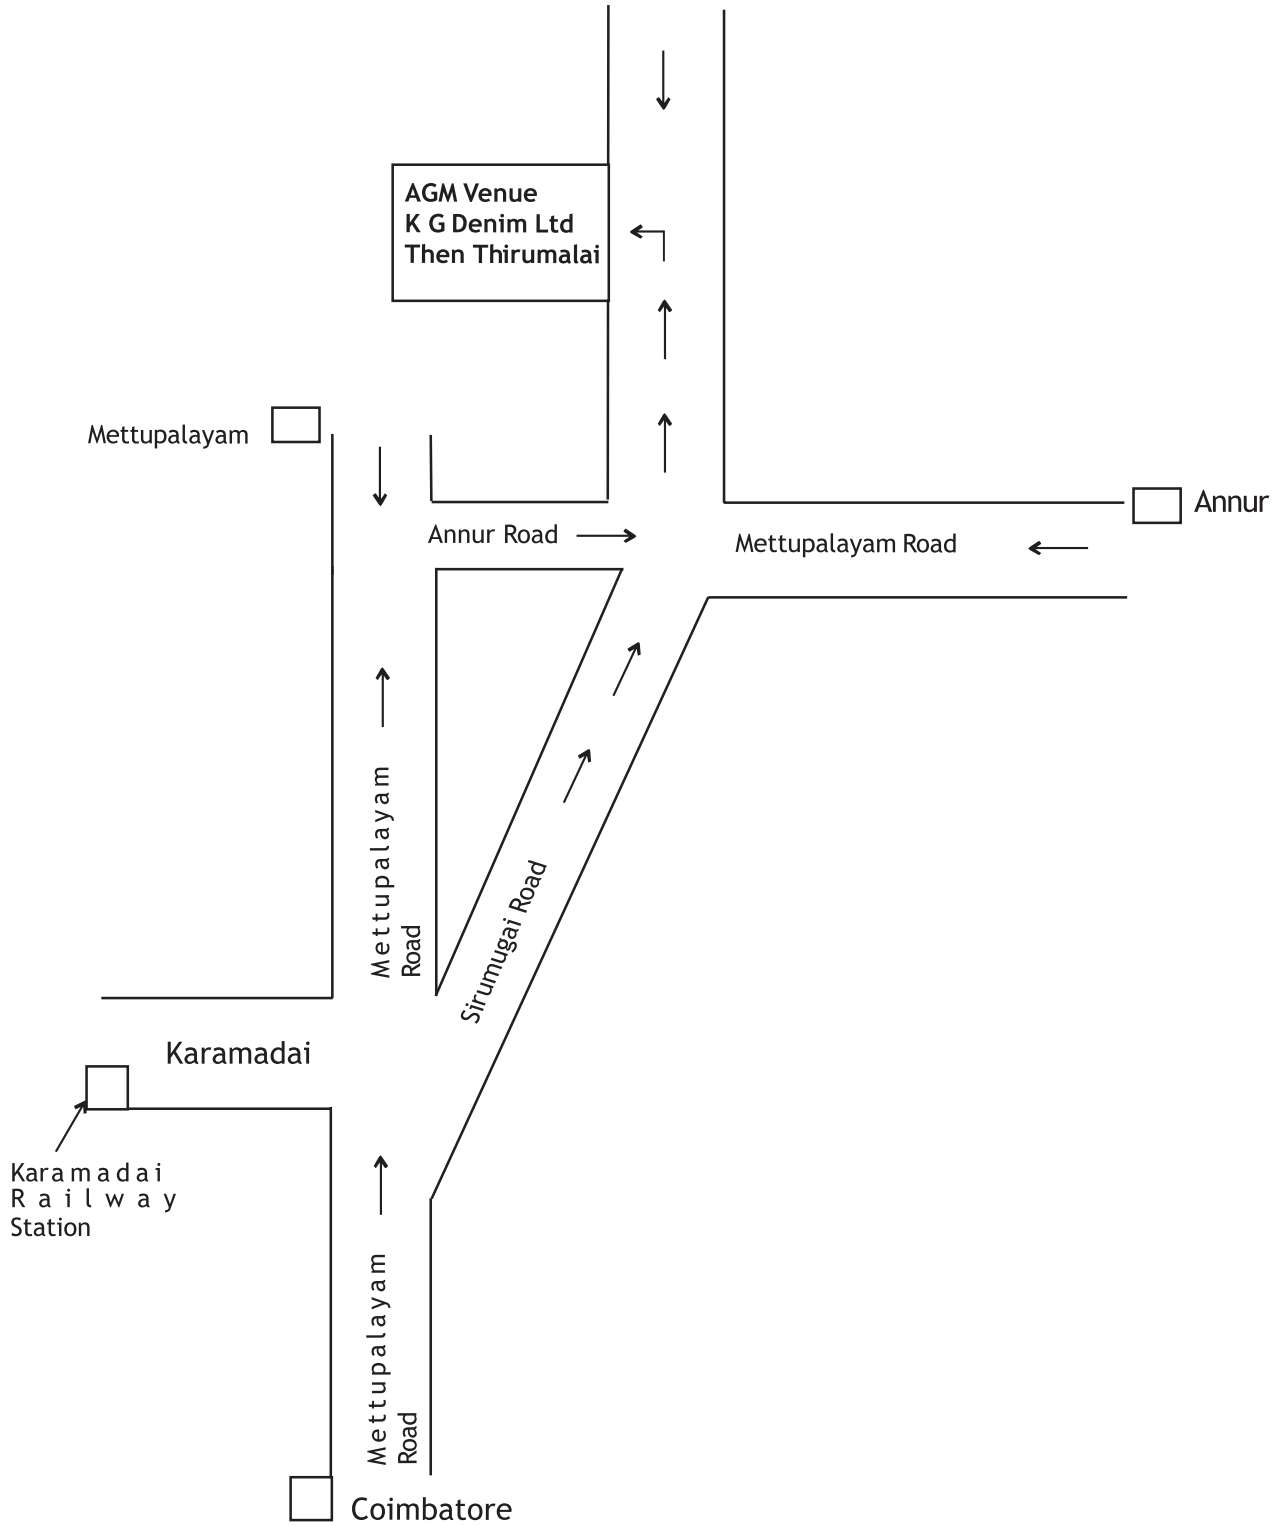 AGM Venue
K G Denim Ltd
Then Thirumalai
Mettupalayam
Annur
Annur Road
Mettupalayam Road
Mettupalayam
Road
Sirumugai Road
Karamadai
Karamadai
Railway
Station
Mettupalayam
Road
Coimbatore